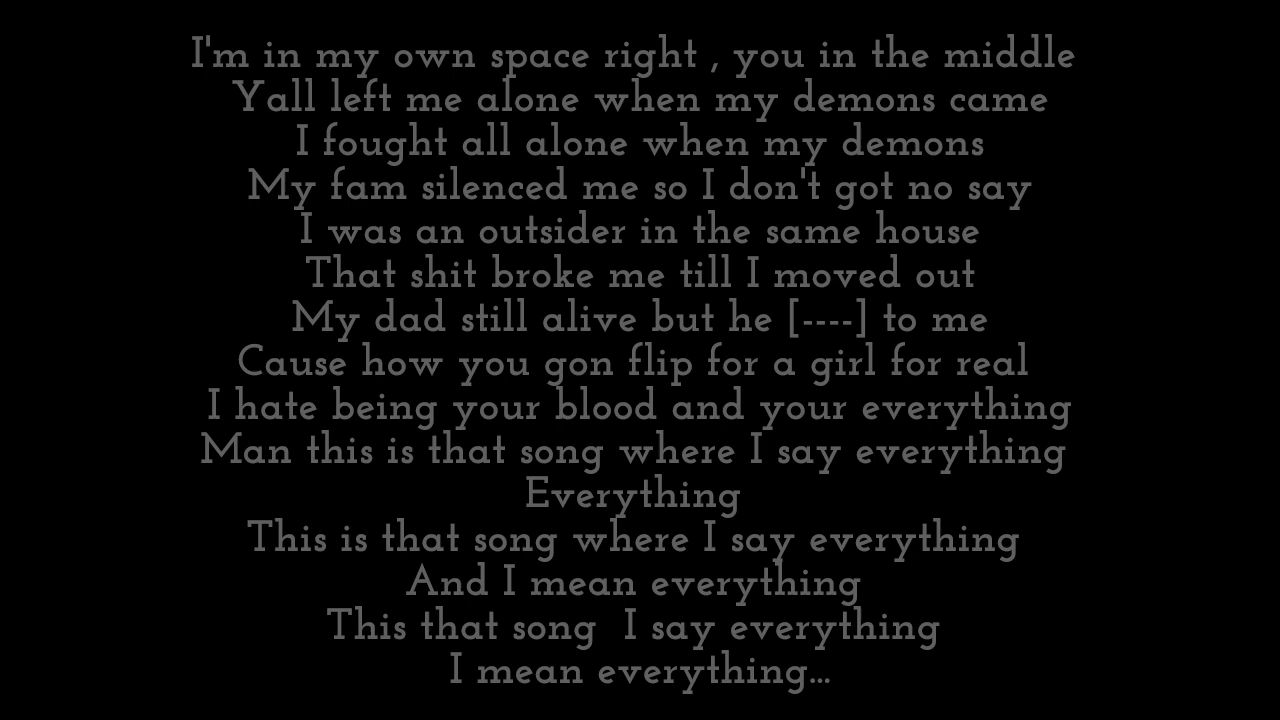 I'm in my own space right , you in the middle
Yall left me alone when my demons came
I fought all alone when my demons
My fam silenced me so I don't got no say
I was an outsider in the same house
That shit broke me till I moved out
My dad still alive but he [----] to me
Cause how you gon flip for a girl for real
I hate being your blood and your everything
Man this is that song where I say everything
Everything
This is that song where I say everything
And I mean everything
This that song  I say everything
I mean everything...